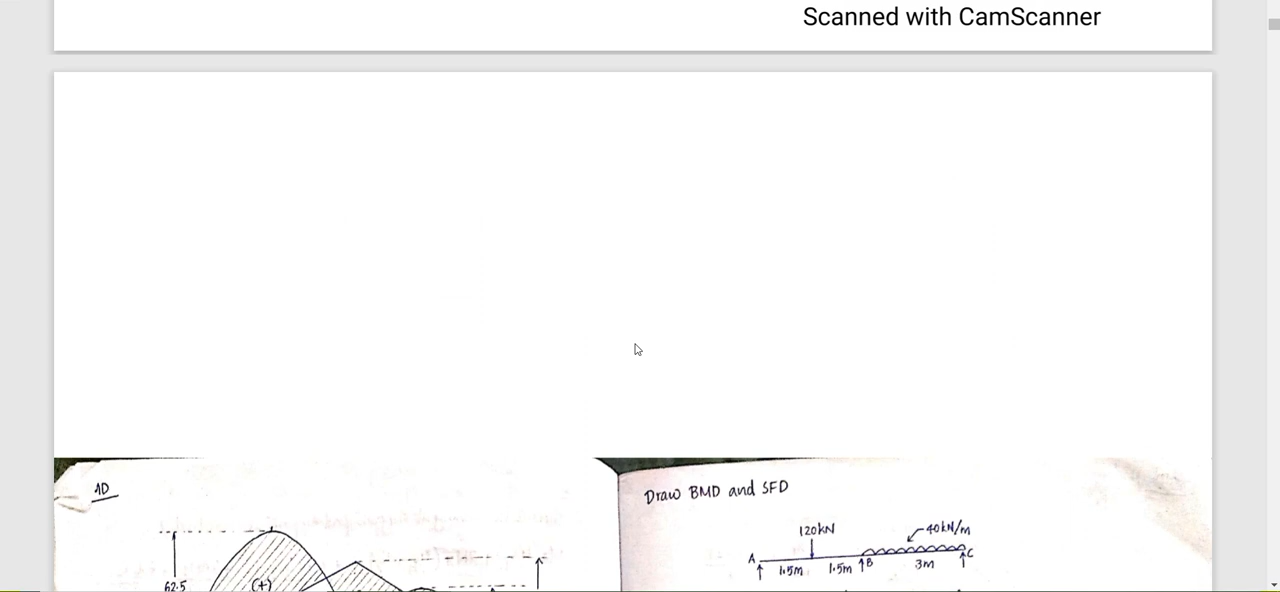 Scanned with CamScanner
1D
62.5
(+)
Draw BMD and SFD
120kN
40kN/m
A
1.5m
1.5m
B
3m
C